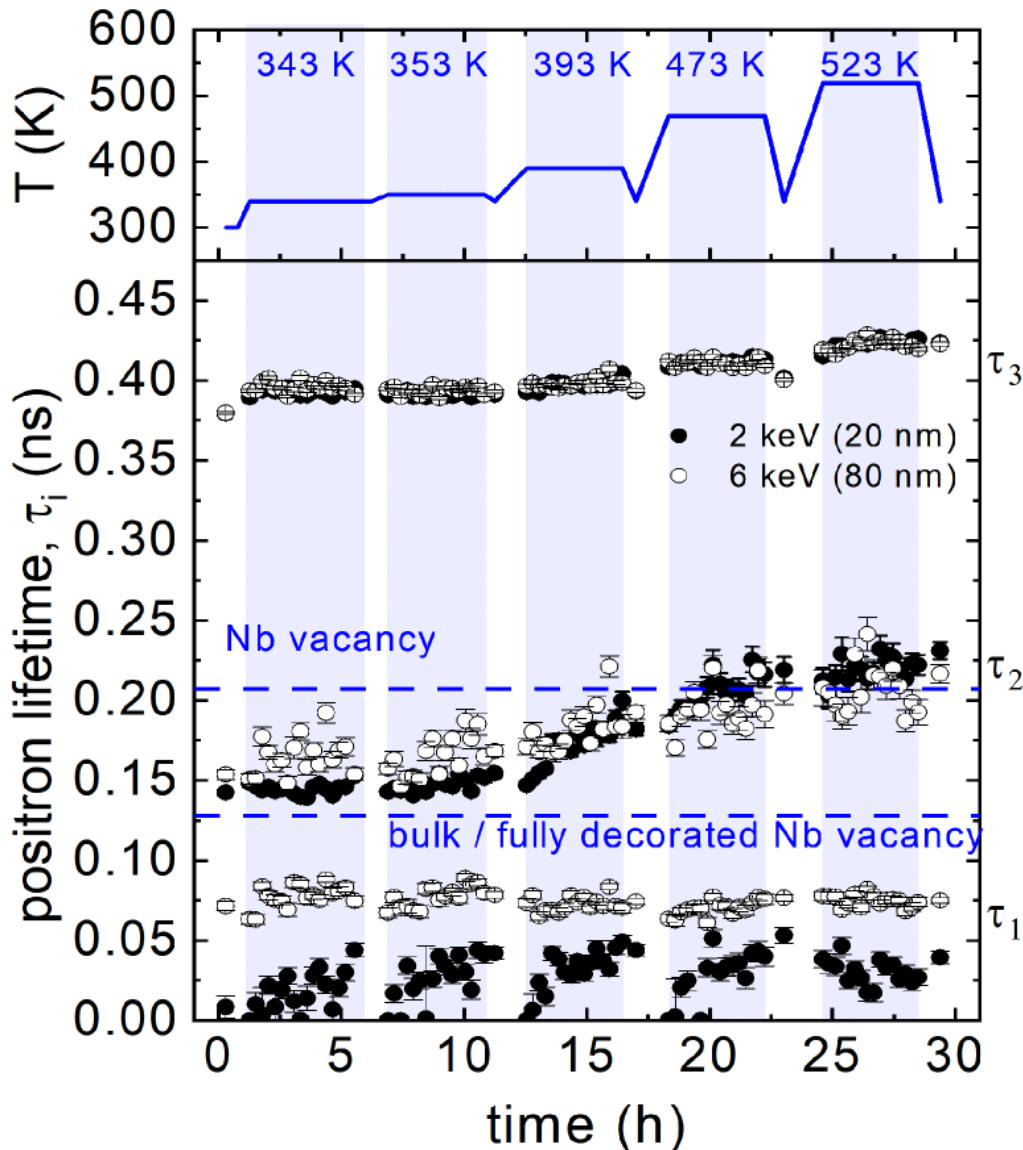 600
500
400
300
T (K)
343 K 353 K 393 K 473 K 523 K
0.45
0.40
0.35
0.30
0.25
0.20
0.15
0.10
0.05
0.00
positron lifetime, τi (ns)
τ3
2 keV (20 nm)
6 keV (80 nm)
Nb vacancy
τ2
bulk / fully decorated Nb vacancy
τ1
0 5 10 15 20 25 30
time (h)